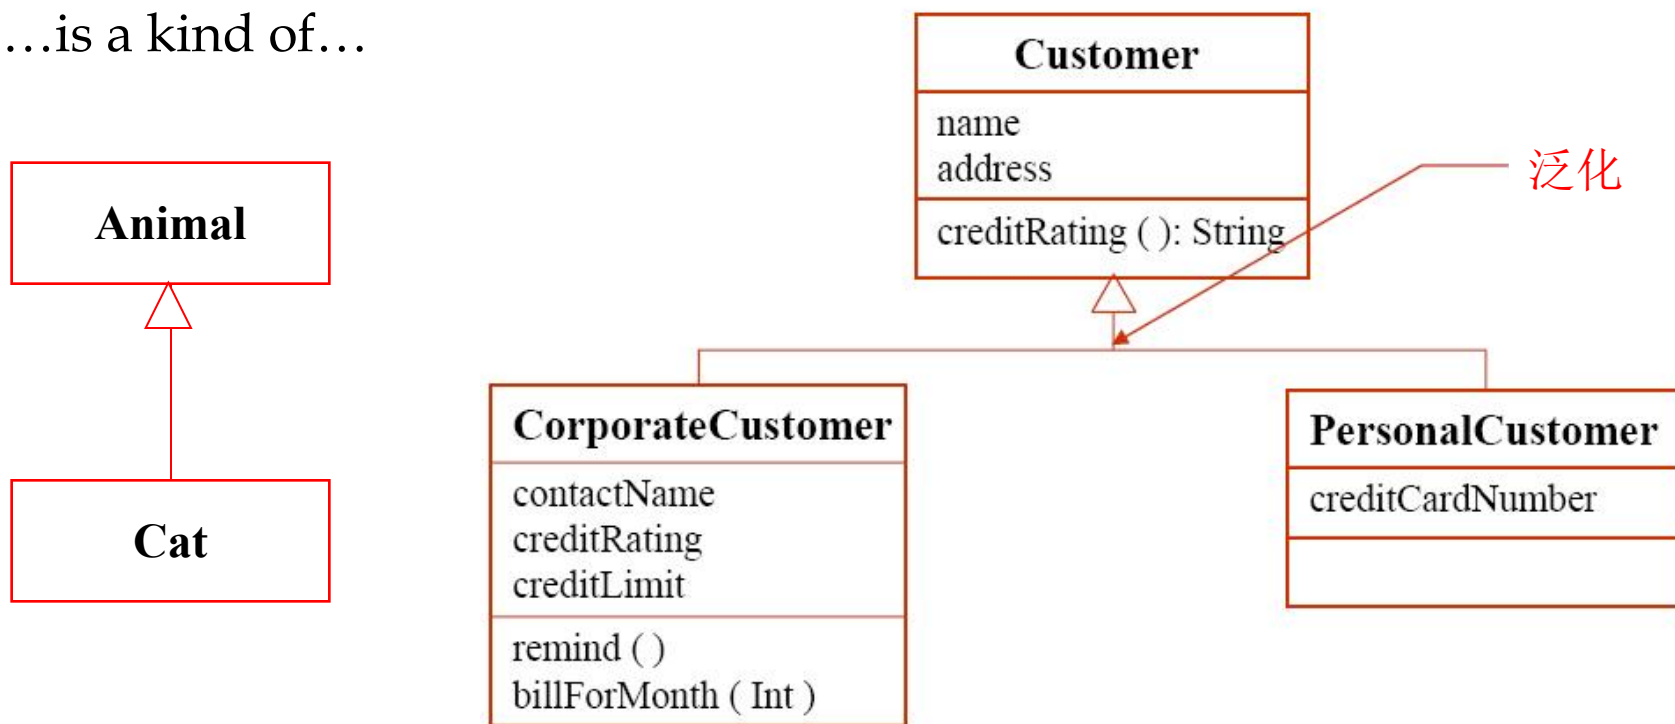 …is a kind of…
Animal
Cat
Customer
name
address
creditRating ( ): String
泛化
CorporateCustomer
contactName
creditRating
creditLimit
remind ( )
billForMonth ( Int )
PersonalCustomer
creditCardNumber